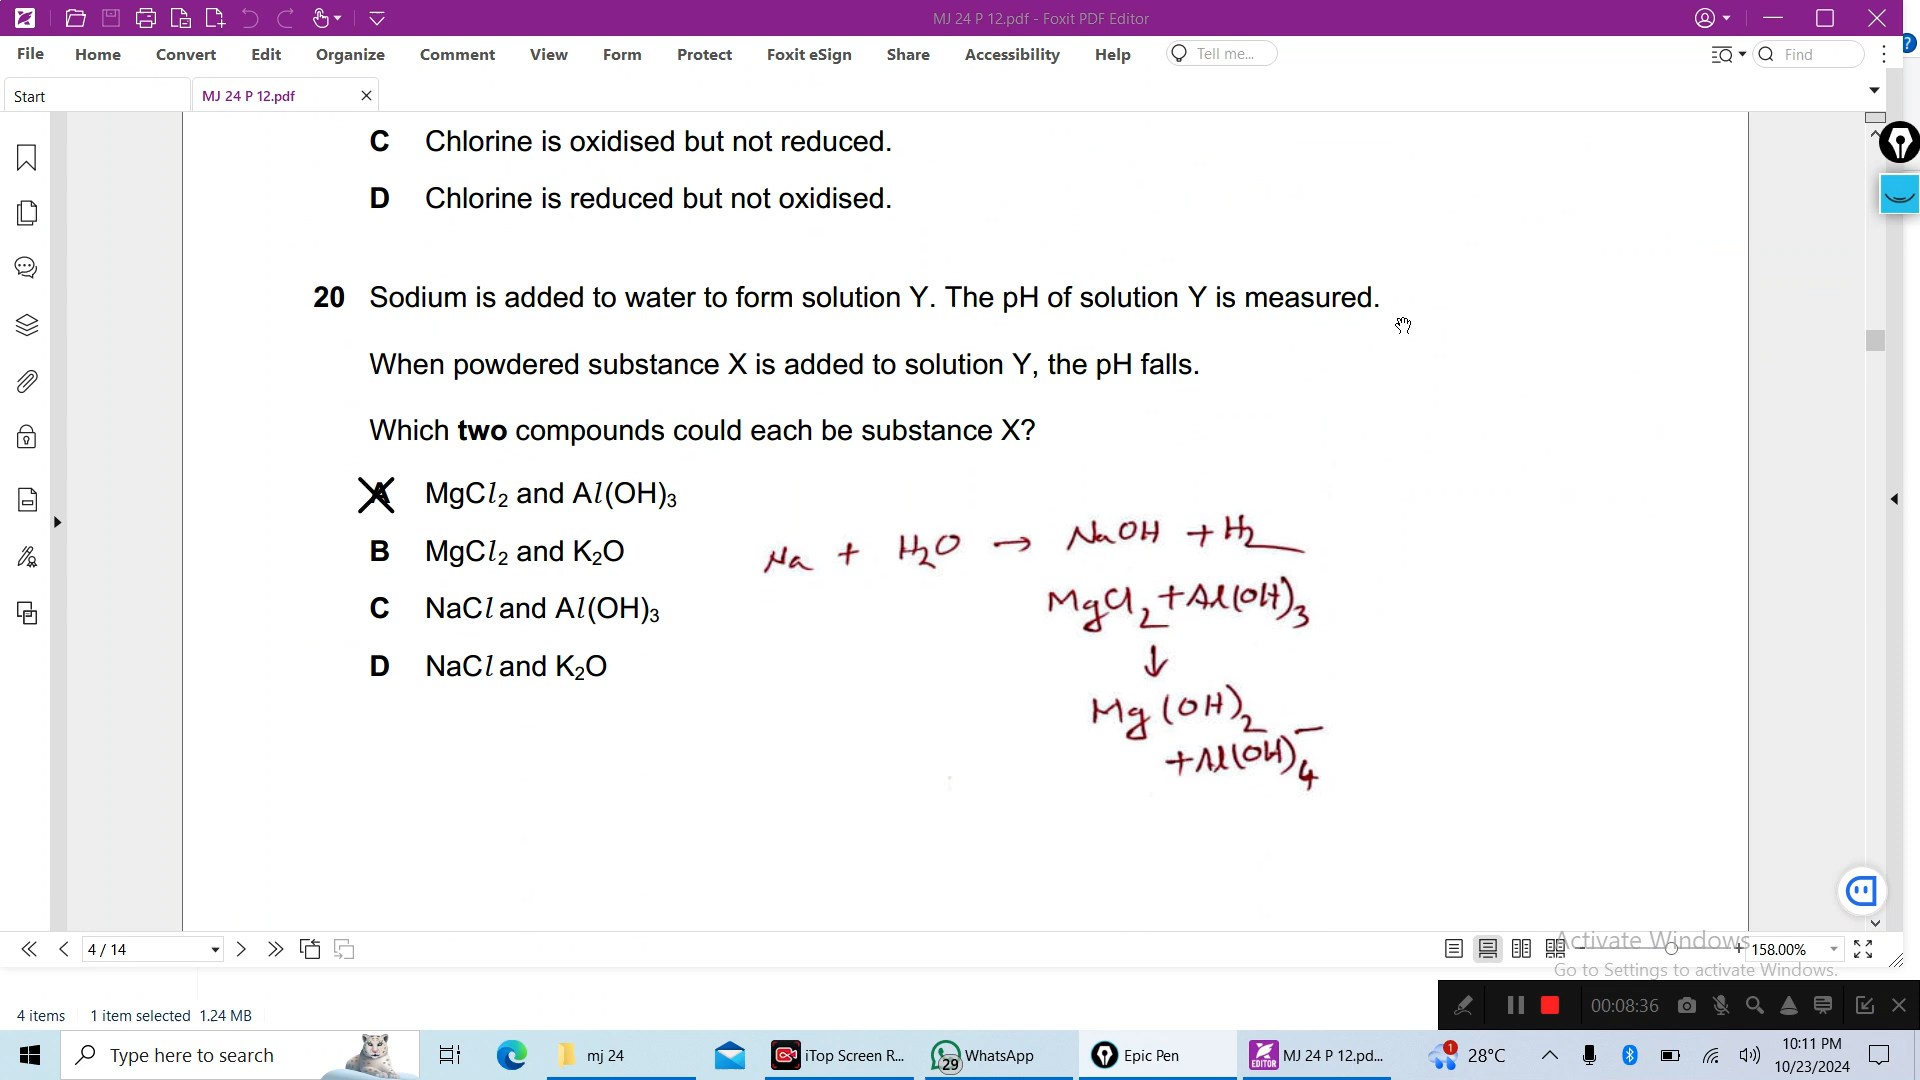 MJ 24 P 12.pdf - Foxit PDF Editor
File Home Convert Edit Organize Comment View Form Protect Foxit eSign Share Accessibility Help Tell me... Find
Start MJ 24 P 12.pdf
C Chlorine is oxidised but not reduced.
D Chlorine is reduced but not oxidised.
20 Sodium is added to water to form solution Y. The pH of solution Y is measured.
When powdered substance X is added to solution Y, the pH falls.
Which two compounds could each be substance X?
A MgCl₂ and Al(OH)₃
B MgCl₂ and K₂O
C NaCl and Al(OH)₃
D NaCl and K₂O
Na + H₂O → NaOH + H₂
MgCl₂ + Al(OH)₃
↓
Mg(OH)₂
+ Al(OH)₄⁻
4 / 14
158.00%
Activate Windows
Go to Settings to activate Windows.
4 items 1 item selected 1.24 MB
00:08:36
Type here to search
mj 24
iTop Screen R...
29 WhatsApp
Epic Pen
EDITOR MJ 24 P 12.pd...
1 28°C
10:11 PM
10/23/2024